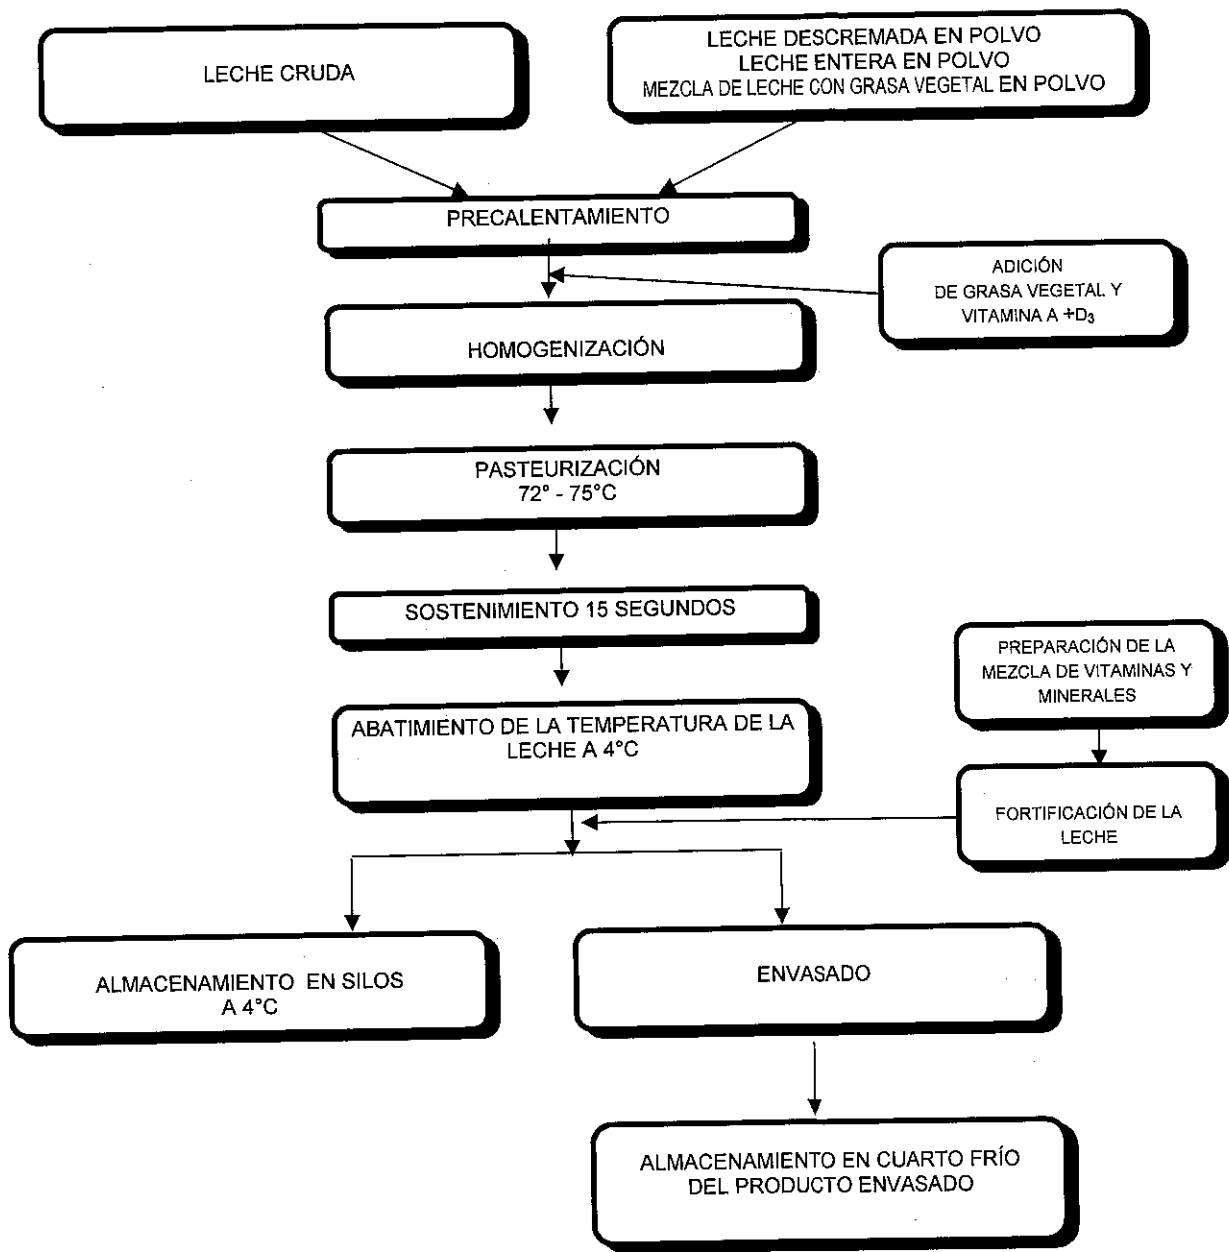 LECHE CRUDA
LECHE DESCREMADA EN POLVO
LECHE ENTERA EN POLVO
MEZCLA DE LECHE CON GRASA VEGETAL EN POLVO
PRECALENTAMIENTO
ADICIÓN
DE GRASA VEGETAL Y
VITAMINA A +D₃
HOMOGENIZACIÓN
PASTEURIZACIÓN
72° - 75°C
SOSTENIMIENTO 15 SEGUNDOS
PREPARACIÓN DE LA
MEZCLA DE VITAMINAS Y
MINERALES
ABATIMIENTO DE LA TEMPERATURA DE LA
LECHE A 4°C
FORTIFICACIÓN DE LA
LECHE
ALMACENAMIENTO EN SILOS
A 4°C
ENVASADO
ALMACENAMIENTO EN CUARTO FRÍO
DEL PRODUCTO ENVASADO